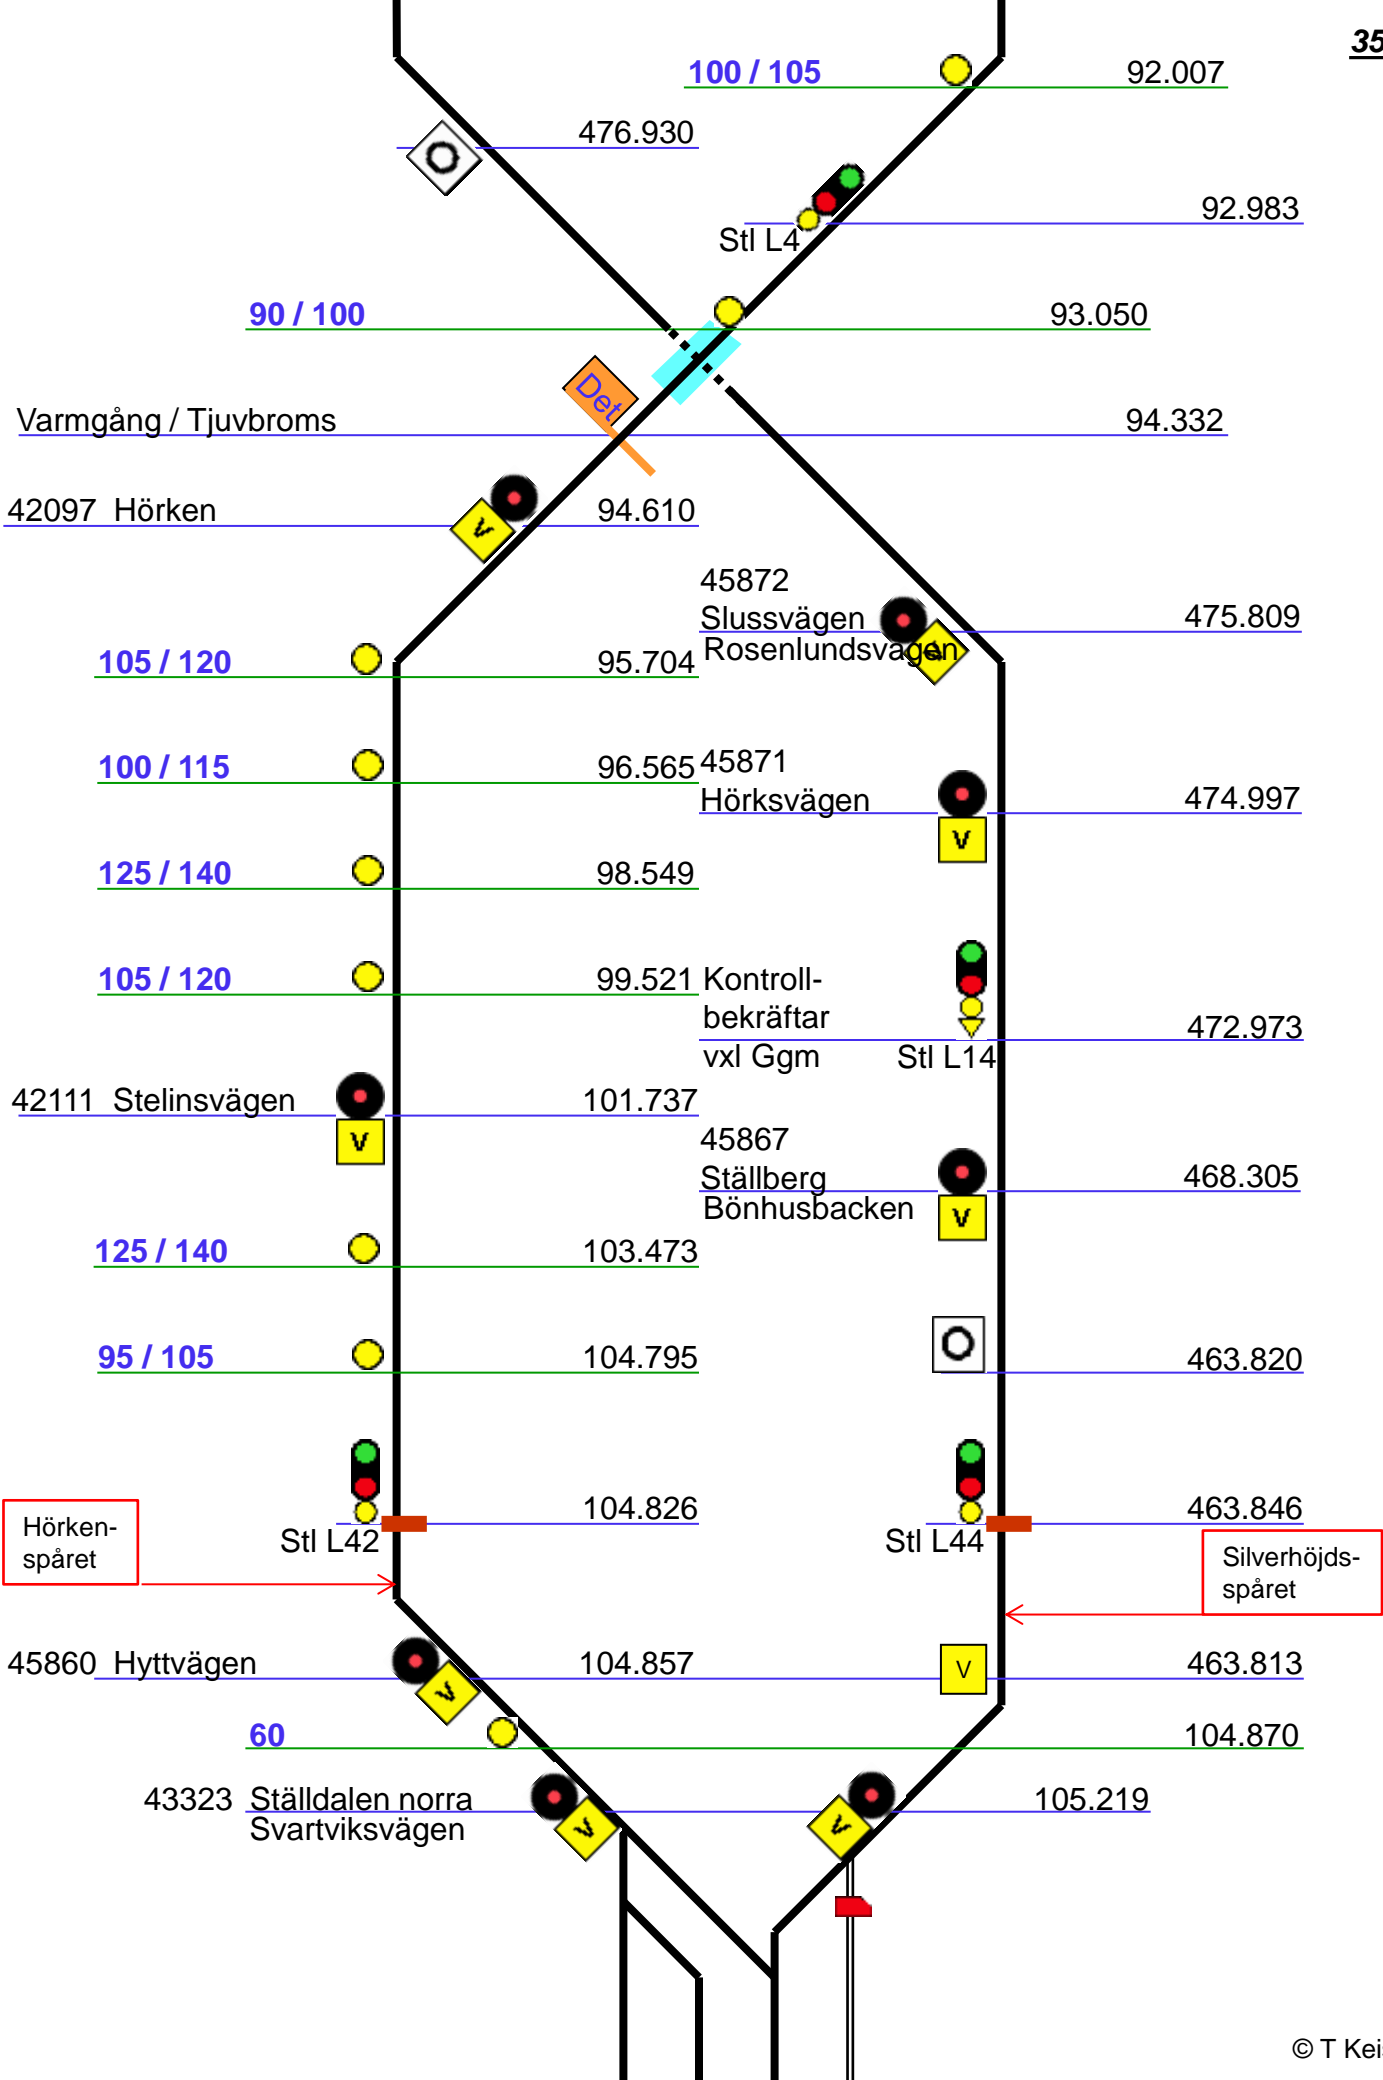 35
100 / 105
92.007
476.930
92.983
Stl L4
90 / 100
93.050
Det
Varmgång / Tjuvbroms
94.332
42097 Hörken
94.610
V
45872
Slussvägen
475.809
Rosenlundsvägen
105 / 120
95.704
100 / 115
96.565
45871
Hörksvägen
474.997
V
125 / 140
98.549
105 / 120
99.521
Kontroll-
bekräftar
472.973
vxl Ggm
Stl L14
42111 Stelinsvägen
101.737
V
45867
Ställberg
468.305
Bönhusbacken
V
125 / 140
103.473
95 / 105
104.795
463.820
104.826
463.846
Stl L42
Stl L44
Hörken-
spåret
Silverhöjds-
spåret
45860 Hyttvägen
104.857
V
V
463.813
60
104.870
43323 Ställdalen norra
105.219
Svartviksvägen
V
V
© T Kei